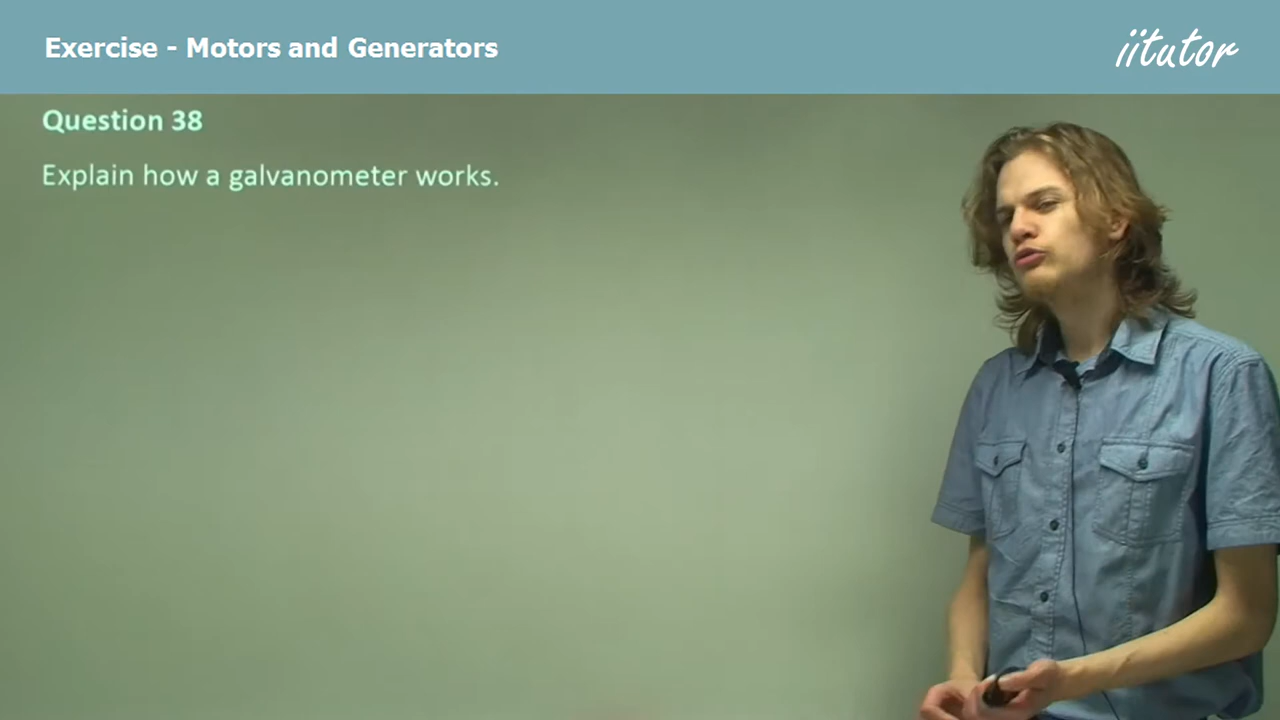 Exercise - Motors and Generators
iitutor
Question 38
Explain how a galvanometer works.